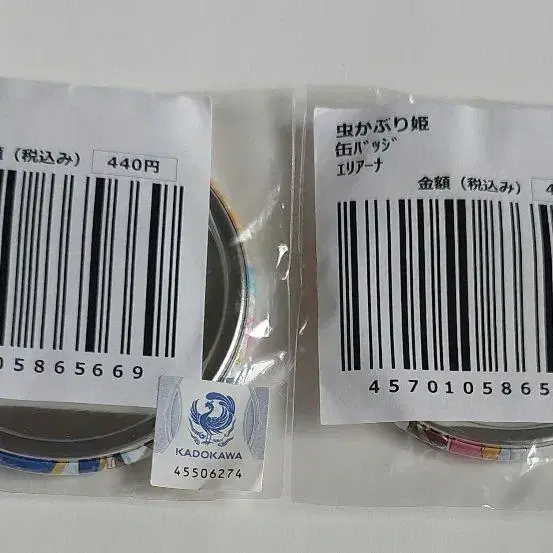 額（税込み） 440円
05865669
KADOKAWA
45506274
虫かぶり姫
缶ﾊﾞｯｼﾞ
ｴﾘｱｰﾅ
金額（税込み） 4
4570105865